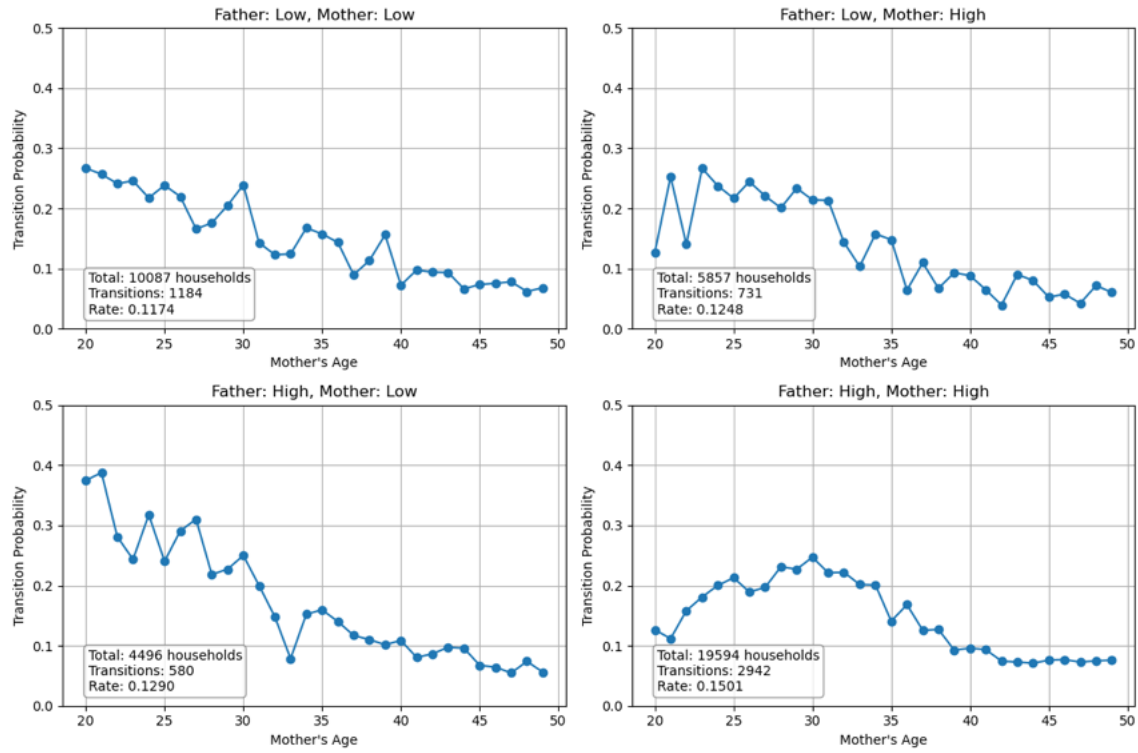 Father: Low, Mother: Low
0.5
0.4
0.3
0.2
0.1
0.0
Transition Probability
Total: 10087 households
Transitions: 1184
Rate: 0.1174
20 25 30 35 40 45 50
Mother's Age
Father: Low, Mother: High
0.5
0.4
0.3
0.2
0.1
0.0
Transition Probability
Total: 5857 households
Transitions: 731
Rate: 0.1248
20 25 30 35 40 45 50
Mother's Age
Father: High, Mother: Low
0.5
0.4
0.3
0.2
0.1
0.0
Transition Probability
Total: 4496 households
Transitions: 580
Rate: 0.1290
20 25 30 35 40 45 50
Mother's Age
Father: High, Mother: High
0.5
0.4
0.3
0.2
0.1
0.0
Transition Probability
Total: 19594 households
Transitions: 2942
Rate: 0.1501
20 25 30 35 40 45 50
Mother's Age